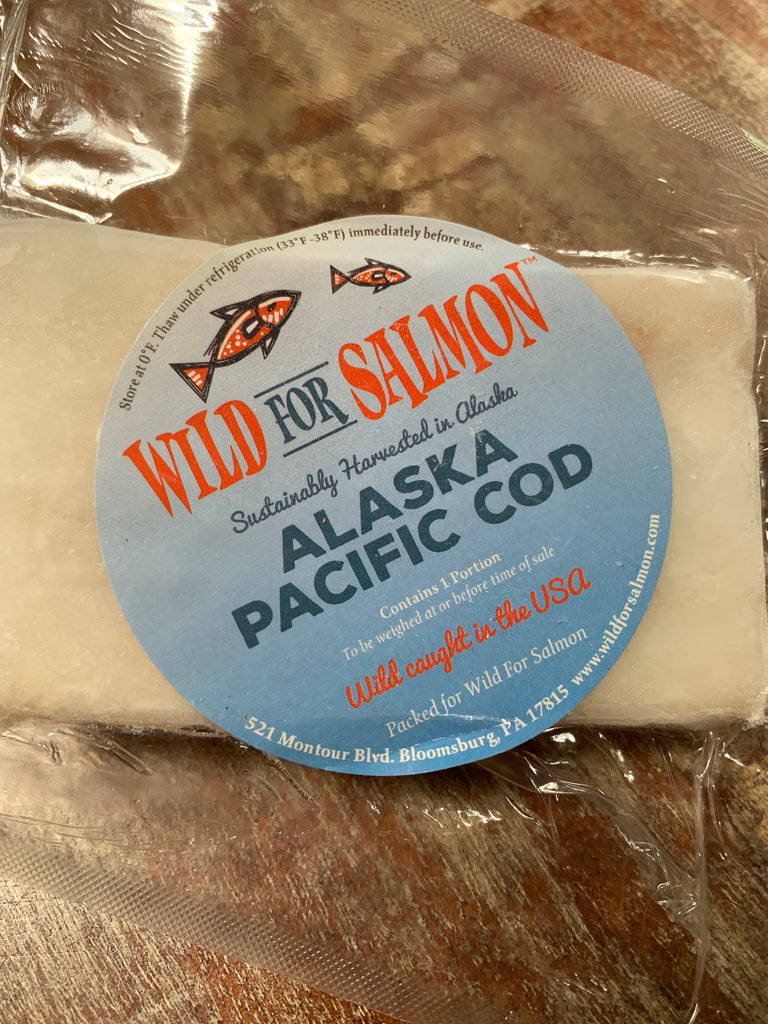 Store at 0°F. Thaw under refrigeration (33°F -38°F) immediately before use.
WILD FOR SALMON™
Sustainably Harvested in Alaska
ALASKA
PACIFIC COD
Contains 1 Portion
To be weighed at or before time of sale
Wild caught in the USA
Packed for Wild For Salmon
521 Montour Blvd. Bloomsburg, PA 17815 www.wildforsalmon.com